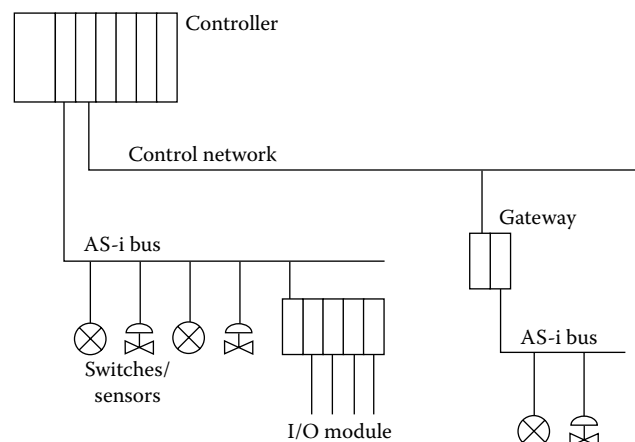 Controller
Control network
Gateway
AS-i bus
AS-i bus
Switches/
sensors
I/O module